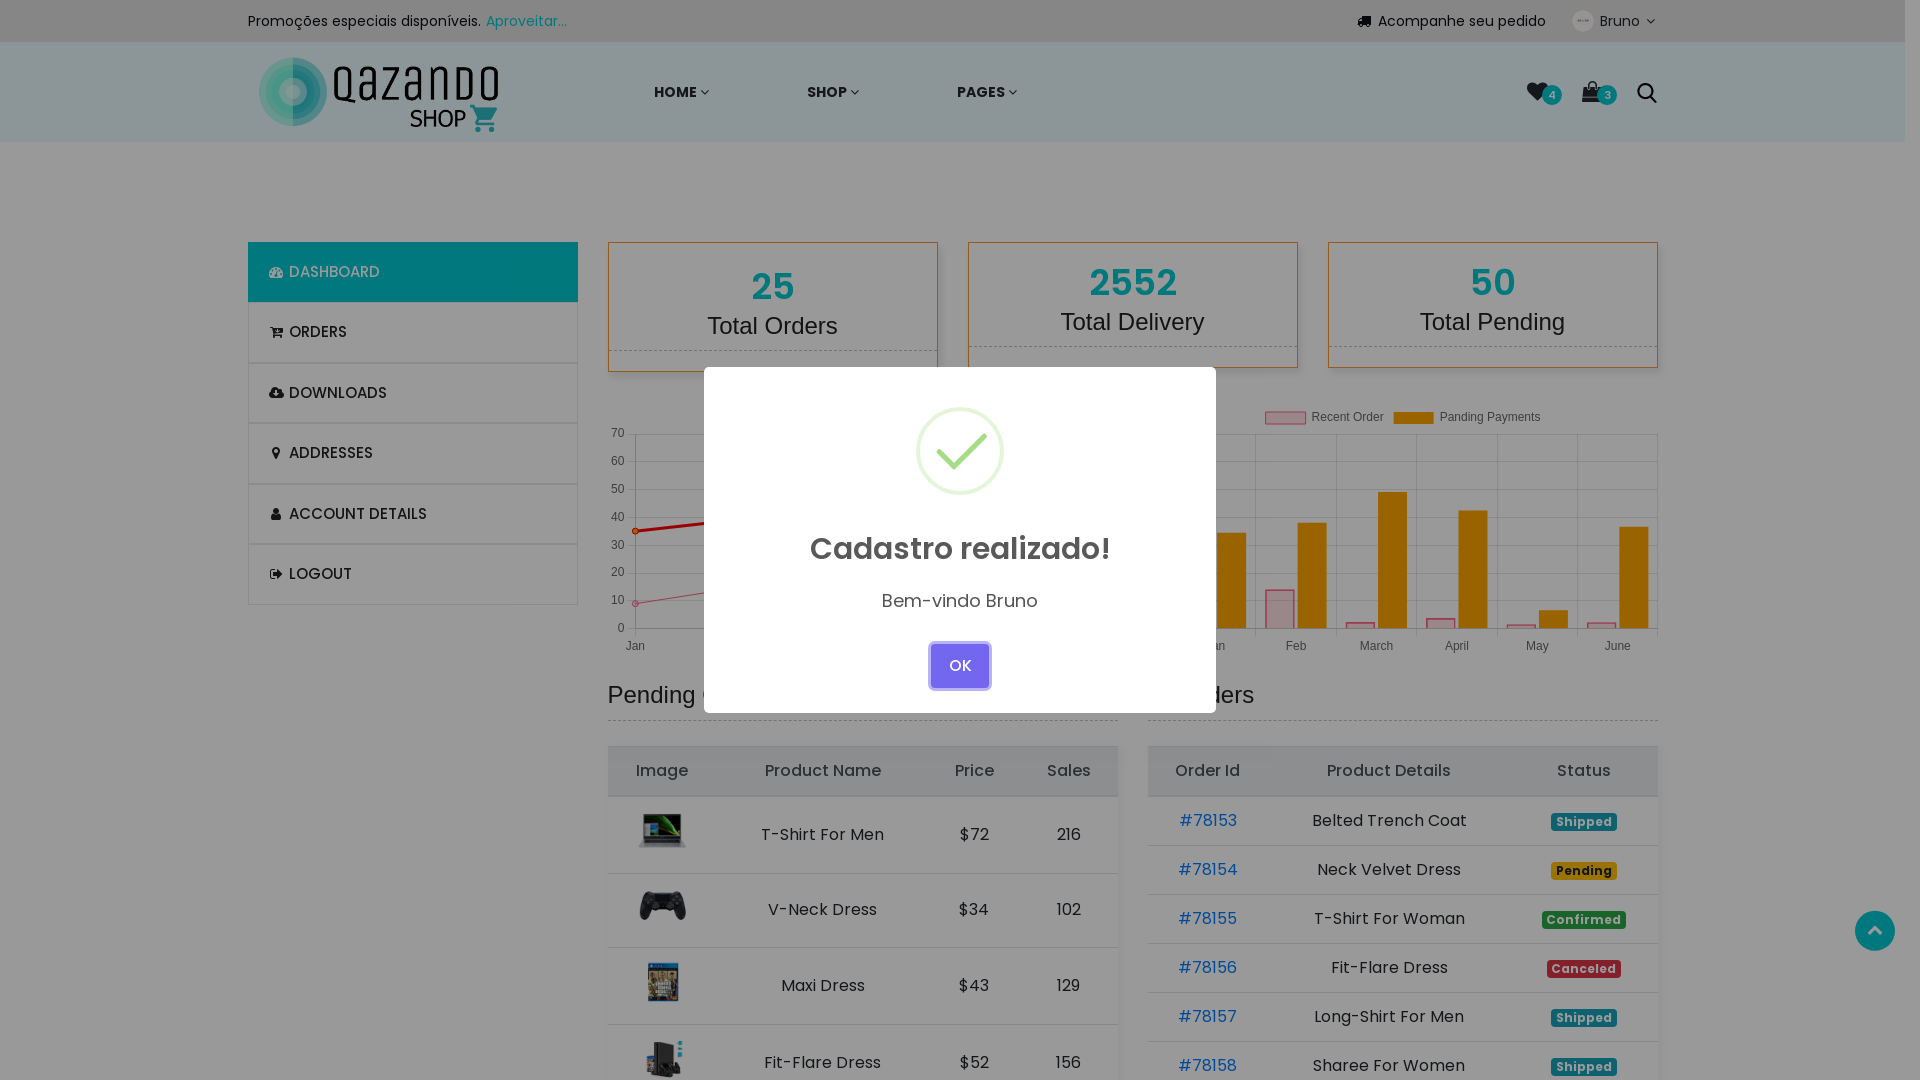 Promoções especiais disponíveis. Aproveitar...
Acompanhe seu pedido
Bruno
Qazando
SHOP
HOME
SHOP
PAGES
4
3
DASHBOARD
ORDERS
DOWNLOADS
ADDRESSES
ACCOUNT DETAILS
LOGOUT
25
Total Orders
2552
Total Delivery
50
Total Pending
Recent Order
Panding Payments
70
60
50
40
30
20
10
0
Jan
Feb
March
April
May
June
Cadastro realizado!
Bem-vindo Bruno
OK
Pending
Image Product Name Price Sales
T-Shirt For Men $72 216
V-Neck Dress $34 102
Maxi Dress $43 129
Fit-Flare Dress $52 156
Order Id Product Details Status
#78153 Belted Trench Coat Shipped
#78154 Neck Velvet Dress Pending
#78155 T-Shirt For Woman Confirmed
#78156 Fit-Flare Dress Canceled
#78157 Long-Shirt For Men Shipped
#78158 Sharee For Women Shipped